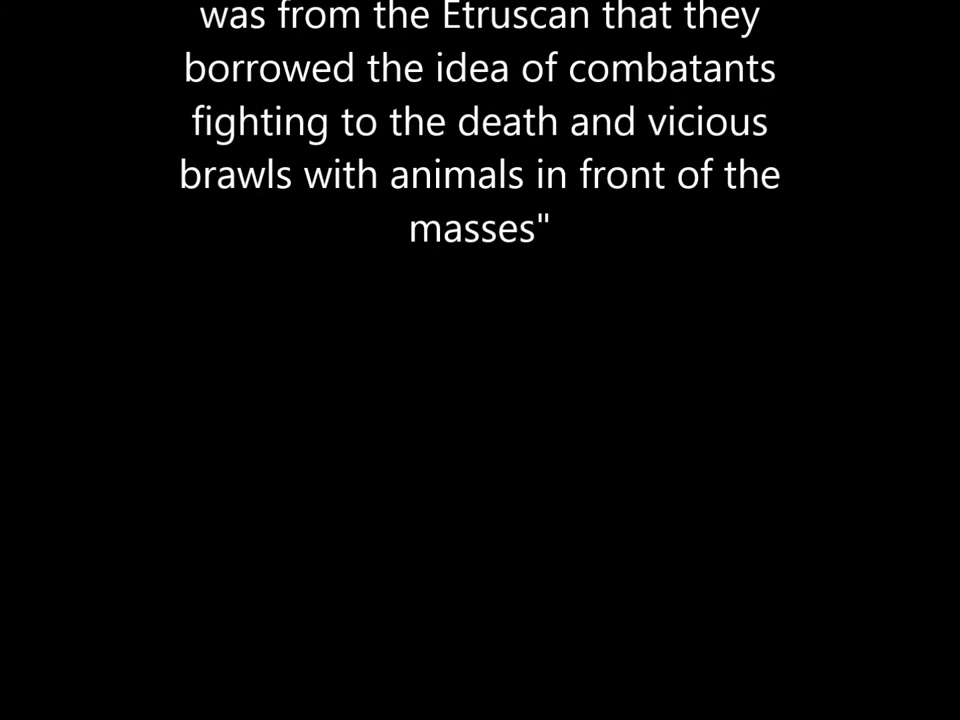 was from the Etruscan that they
borrowed the idea of combatants
fighting to the death and vicious
brawls with animals in front of the
masses"